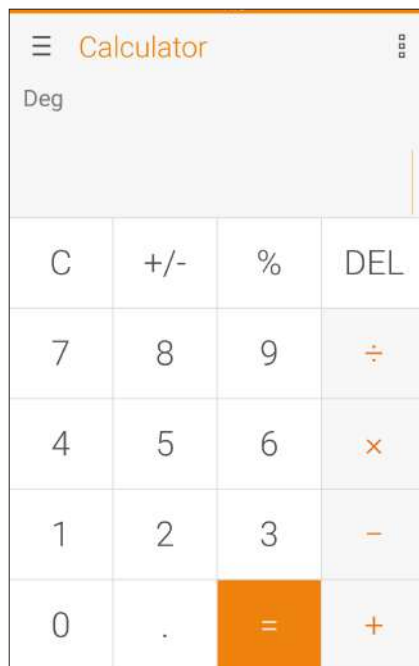 Calculator
Deg
C +/- % DEL
7 8 9 ÷
4 5 6 ×
1 2 3 −
0 . = +